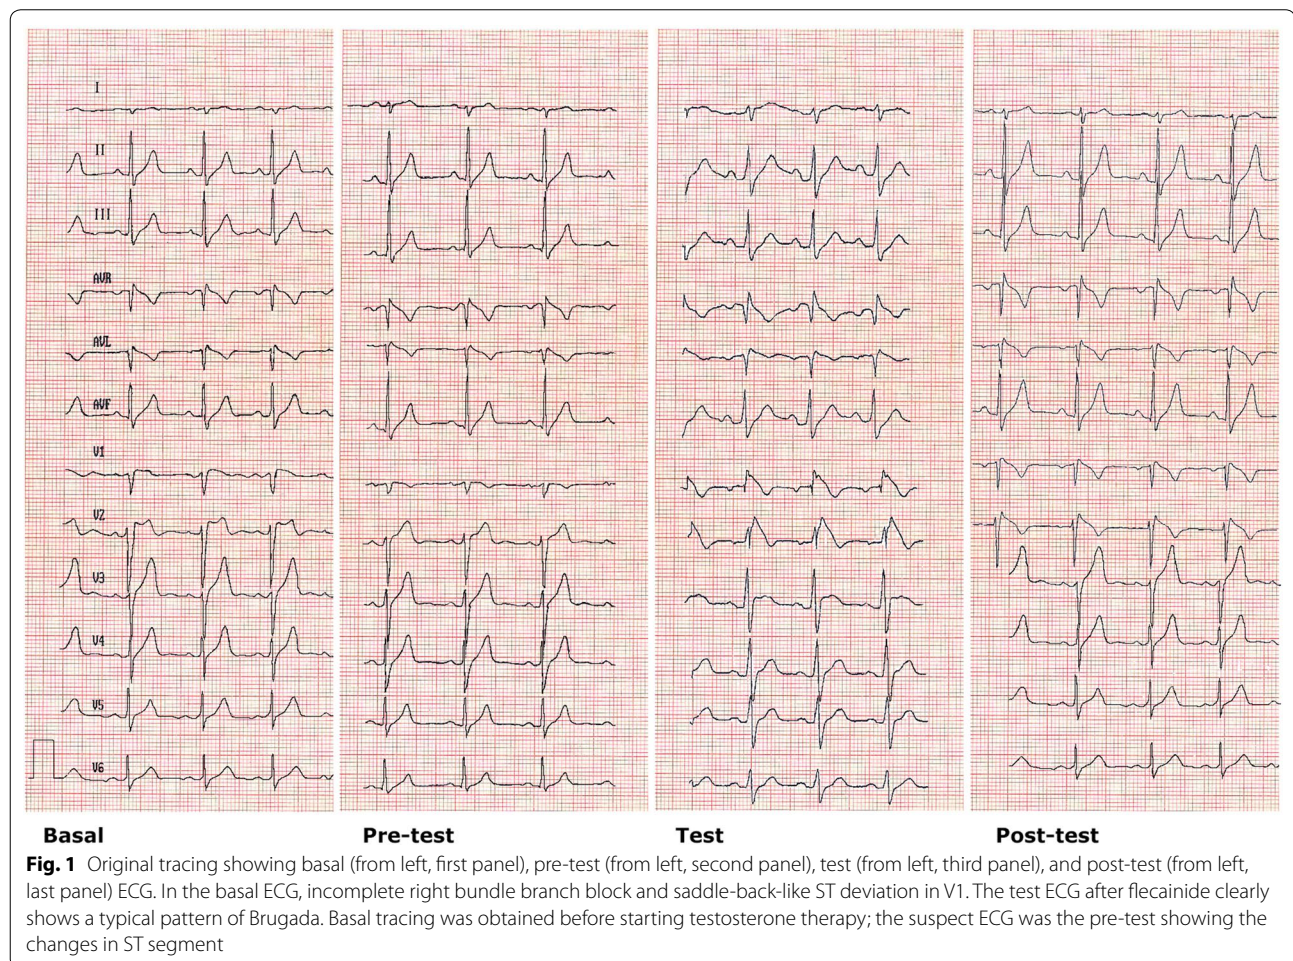 I
II
III
AVR
AVL
AVF
V1
V2
V3
V4
V5
V6
Basal Pre-test Test Post-test
Fig. 1 Original tracing showing basal (from left, first panel), pre-test (from left, second panel), test (from left, third panel), and post-test (from left,
last panel) ECG. In the basal ECG, incomplete right bundle branch block and saddle-back-like ST deviation in V1. The test ECG after flecainide clearly
shows a typical pattern of Brugada. Basal tracing was obtained before starting testosterone therapy; the suspect ECG was the pre-test showing the
changes in ST segment